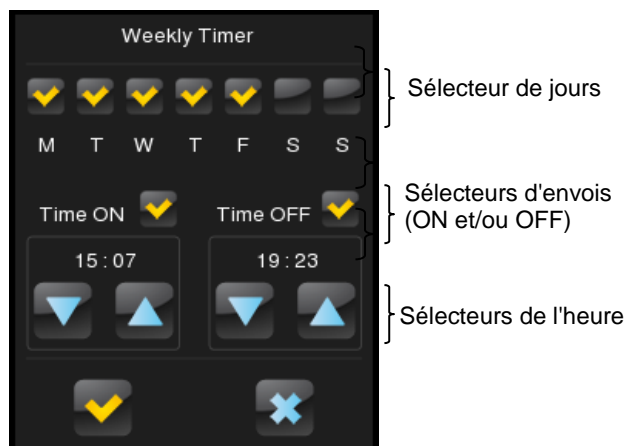 Weekly Timer
Sélecteur de jours
M T W T F S S
Sélecteurs d'envois
(ON et/ou OFF)
Time ON Time OFF
15:07 19:23
Sélecteurs de l'heure